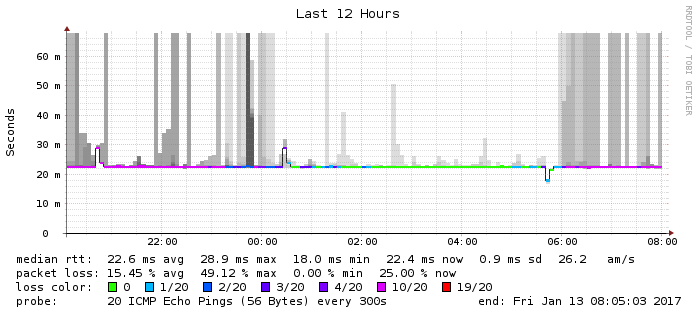 Last 12 Hours
RRDTOOL / TOBI OETIKER
Seconds
60 m
50 m
40 m
30 m
20 m
10 m
0
22:00 00:00 02:00 04:00 06:00 08:00
median rtt: 22.6 ms avg 28.9 ms max 18.0 ms min 22.4 ms now 0.9 ms sd 26.2 am/s
packet loss: 15.45 % avg 49.12 % max 0.00 % min 25.00 % now
loss color: 0 1/20 2/20 3/20 4/20 10/20 19/20
probe: 20 ICMP Echo Pings (56 Bytes) every 300s end: Fri Jan 13 08:05:03 2017